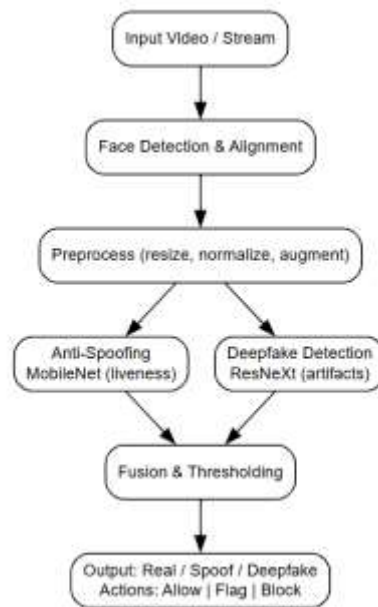 Input Video / Stream
Face Detection & Alignment
Preprocess (resize, normalize, augment)
Anti-Spoofing
MobileNet (liveness)
Deepfake Detection
ResNeXt (artifacts)
Fusion & Thresholding
Output: Real / Spoof / Deepfake
Actions: Allow | Flag | Block